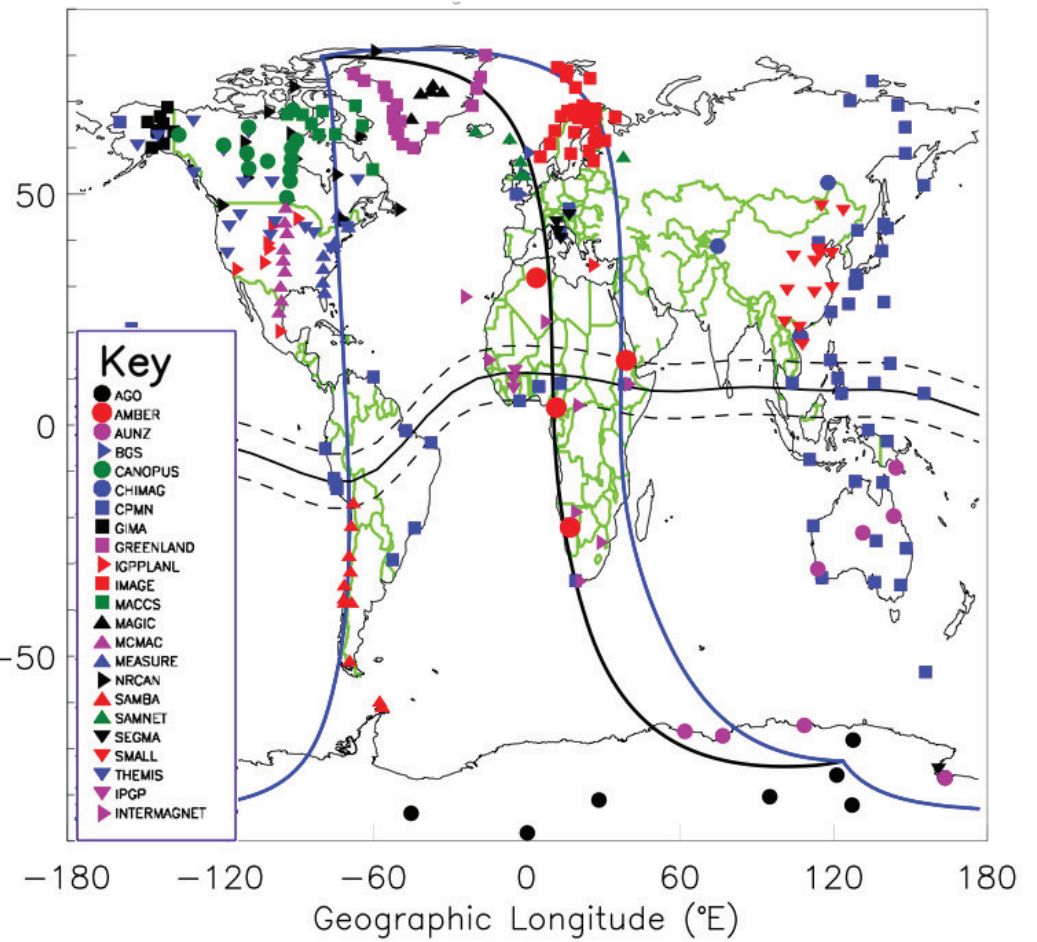 50
0
-50
Key
AGO
AMBER
AUNZ
BGS
CANOPUS
CHIMAG
CPMN
GIMA
GREENLAND
IGPPLANL
IMAGE
MACCS
MAGIC
MCMAC
MEASURE
NRCAN
SAMBA
SAMNET
SEGMA
SMALL
THEMIS
IPGP
INTERMAGNET
-180 -120 -60 0 60 120 180
Geographic Longitude (°E)